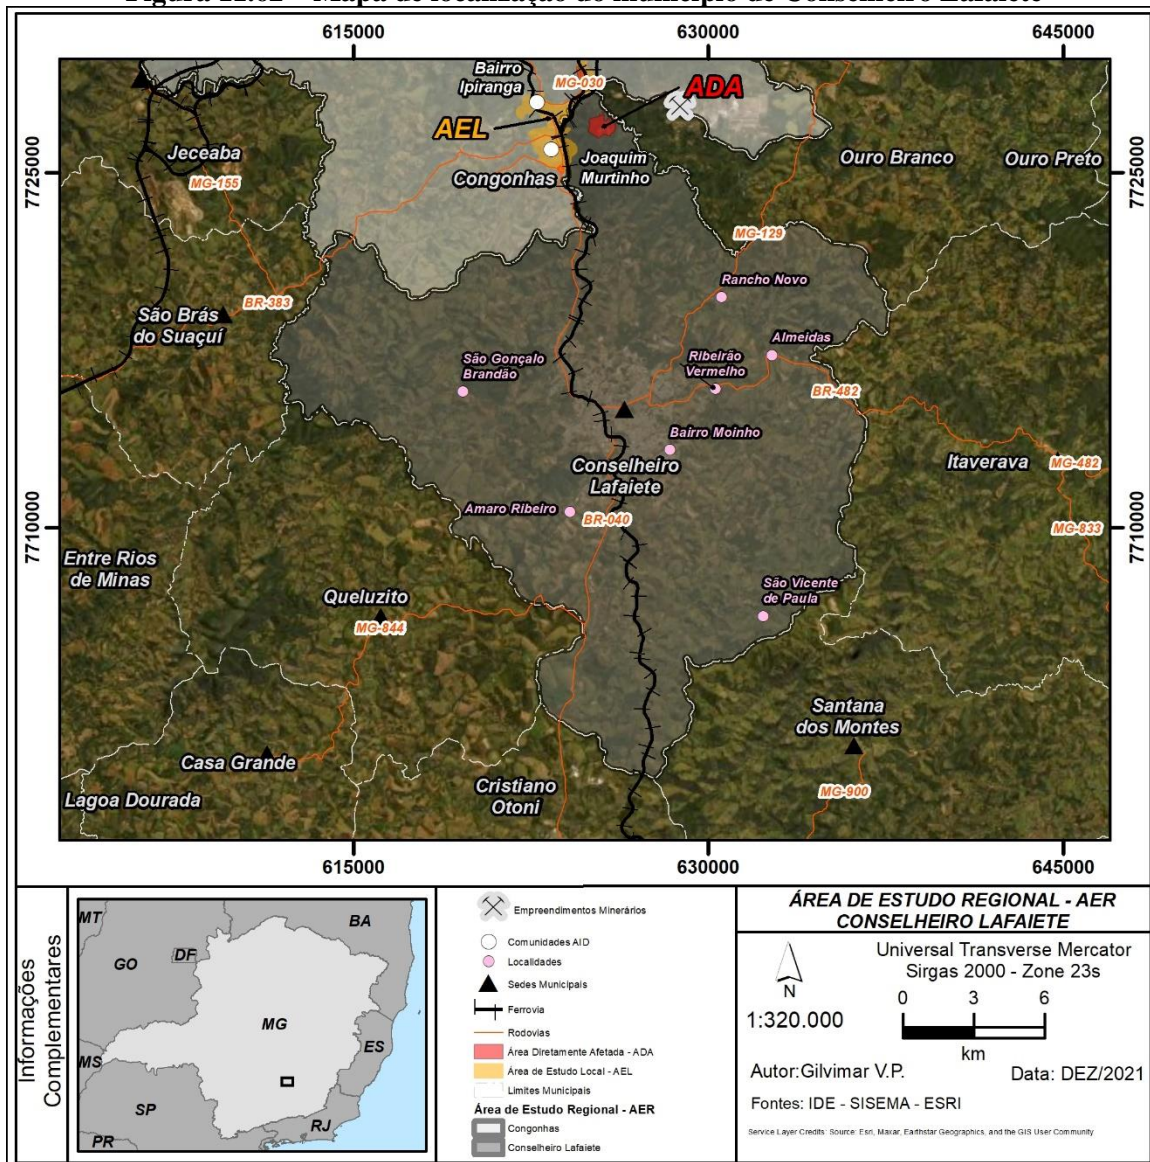 Figura 11.62 – Mapa de localização do município de Conselheiro Lafaiete
615000
630000
645000
7725000
7710000
7725000
7710000
Bairro
Ipiranga
MG-030
ADA
AEL
Jeceaba
MG-155
Congonhas
Joaquim
Murtinho
Ouro Branco
Ouro Preto
MG-129
BR-383
São Brás
do Suaçuí
Rancho Novo
Almeidas
São Gonçalo
Brandão
Ribeirão
Vermelho
BR-482
Bairro Moinho
Conselheiro
Lafaiete
Itaverava
MG-482
MG-833
Amaro Ribeiro
BR-040
Entre Rios
de Minas
Queluzito
MG-844
São Vicente
de Paula
Santana
dos Montes
Casa Grande
Cristiano
Otoni
Lagoa Dourada
MG-900
615000
630000
645000
Informações
Complementares
MT
BA
DF
GO
MG
ES
MS
SP
RJ
PR
Empreendimentos Minerários
Comunidades AID
Localidades
Sedes Municipais
Ferrovia
Rodovias
Área Diretamente Afetada - ADA
Área de Estudo Local - AEL
Limites Municipais
Área de Estudo Regional - AER
Congonhas
Conselheiro Lafaiete
ÁREA DE ESTUDO REGIONAL - AER
CONSELHEIRO LAFAIETE
Universal Transverse Mercator
Sirgas 2000 - Zone 23s
N
1:320.000
0 3 6
km
Autor:Gilvimar V.P.
Data: DEZ/2021
Fontes: IDE - SISEMA - ESRI
Service Layer Credits: Source: Esri, Maxar, Earthstar Geographics, and the GIS User Community